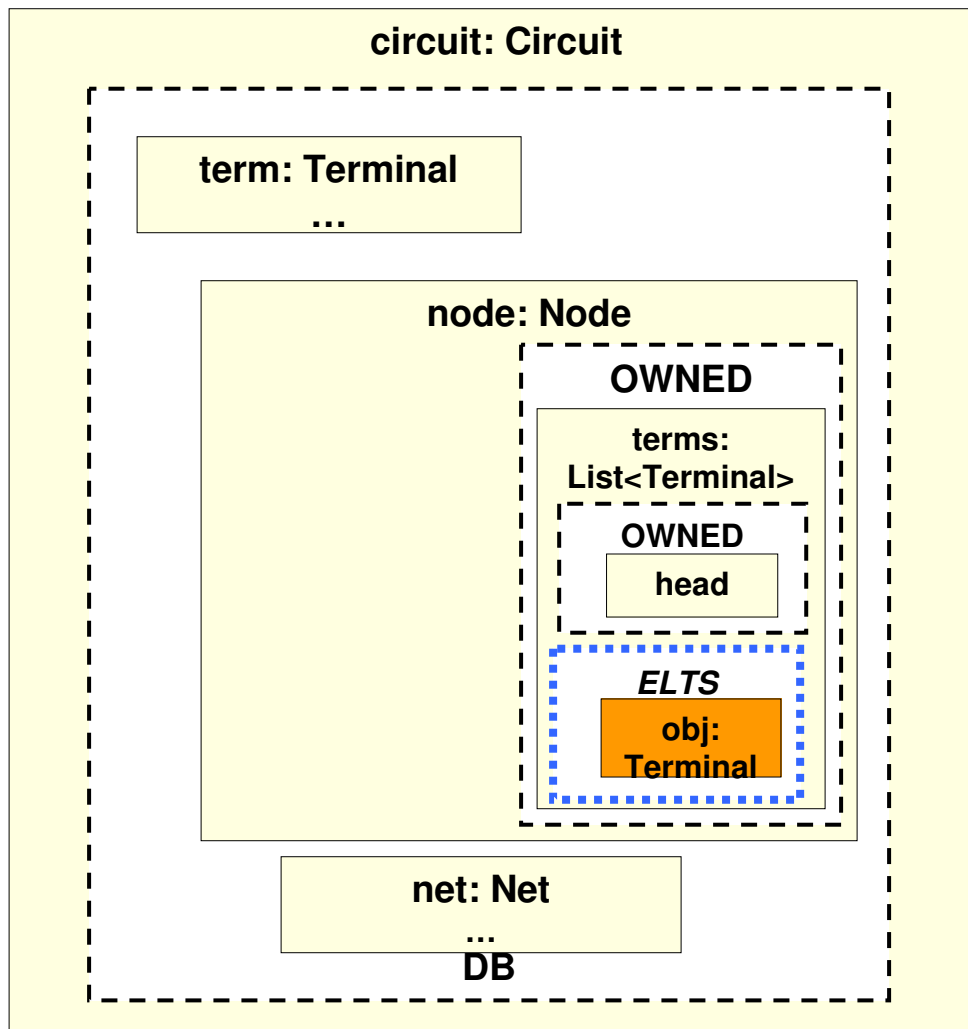 circuit: Circuit
term: Terminal
...
node: Node
OWNED
terms:
List<Terminal>
OWNED
head
ELTS
obj:
Terminal
net: Net
...
DB